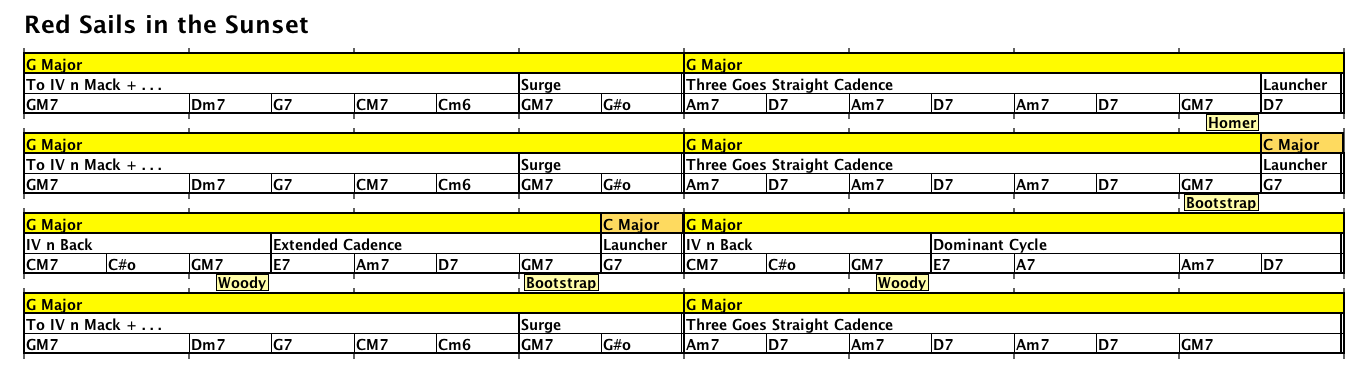 Red Sails in the Sunset
G Major G Major
To IV n Mack + . . . Surge Three Goes Straight Cadence Launcher
GM7 Dm7 G7 CM7 Cm6 GM7 G#o Am7 D7 Am7 D7 Am7 D7 GM7 D7
Homer
G Major G Major C Major
To IV n Mack + . . . Surge Three Goes Straight Cadence Launcher
GM7 Dm7 G7 CM7 Cm6 GM7 G#o Am7 D7 Am7 D7 Am7 D7 GM7 G7
Bootstrap
G Major C Major G Major
IV n Back Extended Cadence Launcher IV n Back Dominant Cycle
CM7 C#o GM7 E7 Am7 D7 GM7 G7 CM7 C#o GM7 E7 A7 Am7 D7
Woody Bootstrap Woody
G Major G Major
To IV n Mack + . . . Surge Three Goes Straight Cadence
GM7 Dm7 G7 CM7 Cm6 GM7 G#o Am7 D7 Am7 D7 Am7 D7 GM7